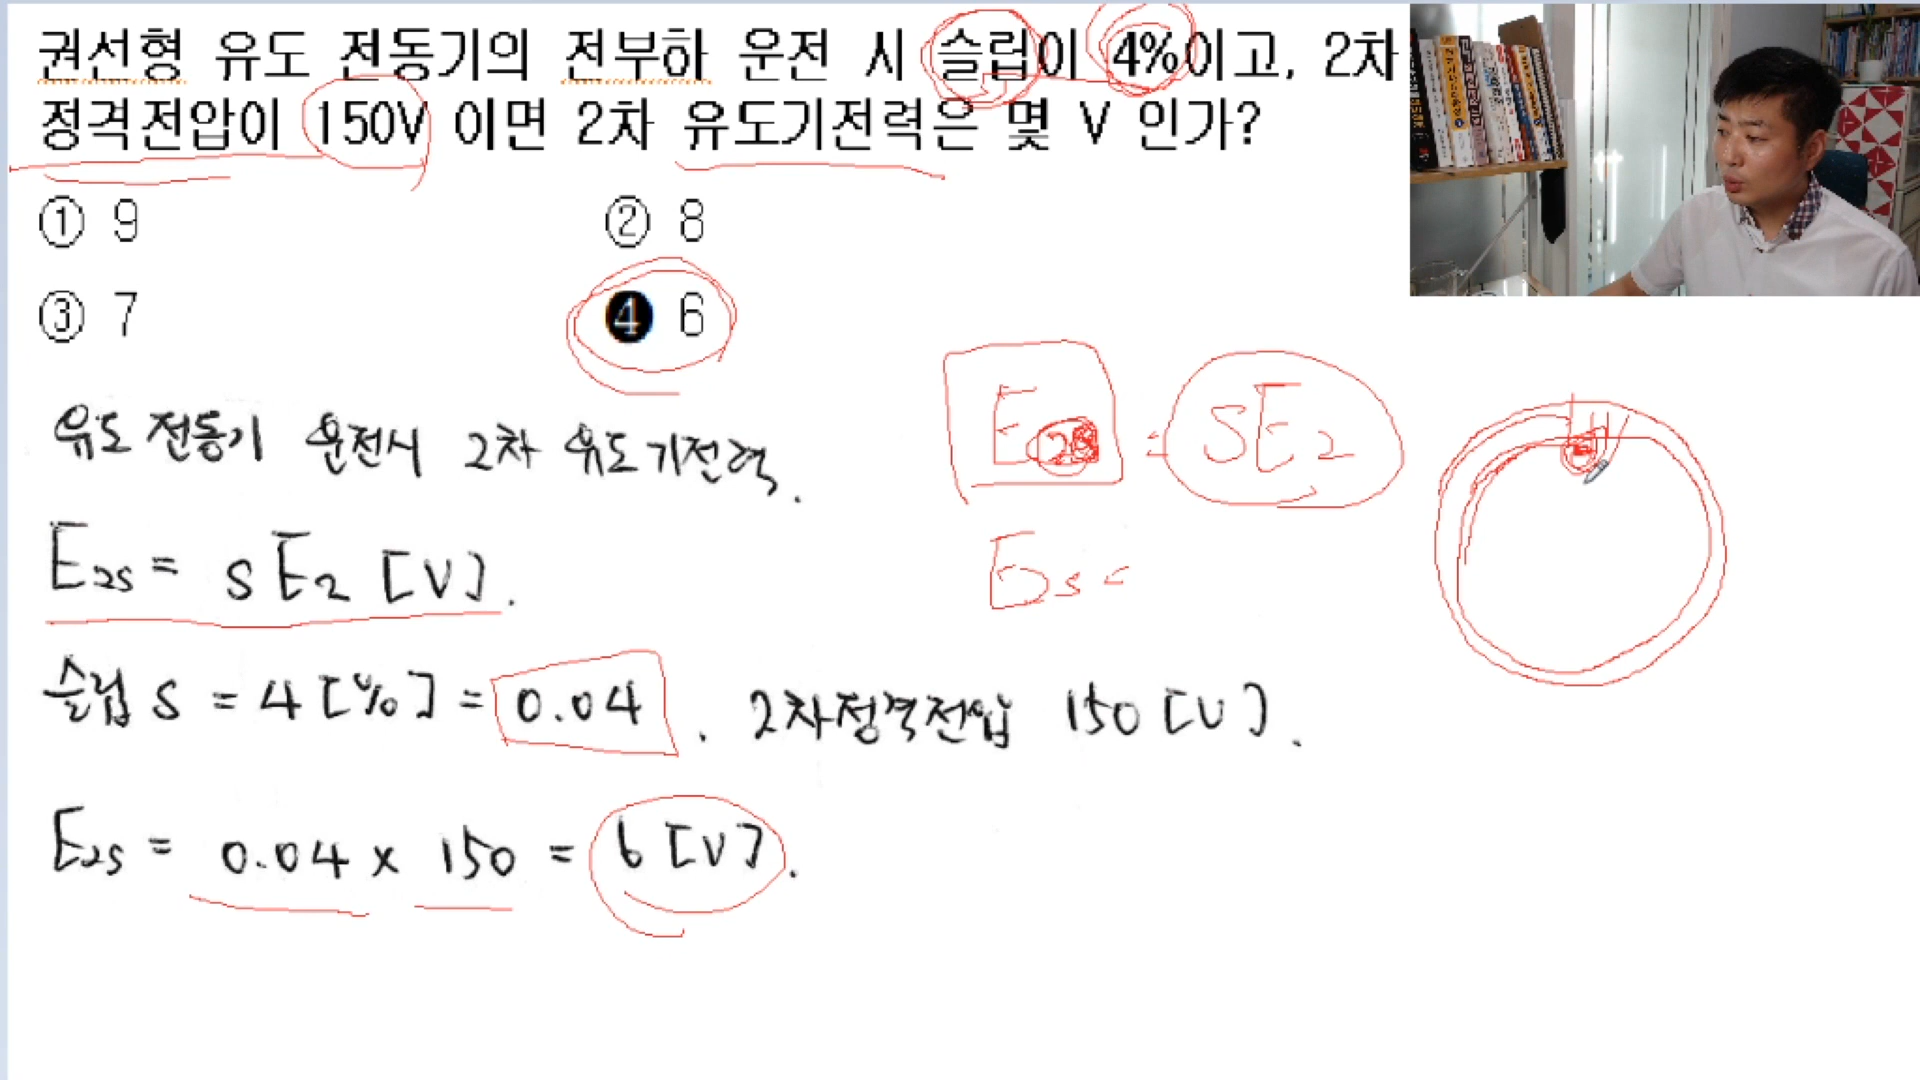 권선형 유도 전동기의 전부하 운전 시 슬립이 4%이고, 2차
정격전압이 150V 이면 2차 유도기전력은 몇 V 인가?
① 9 ② 8
③ 7 ❹ 6
유도 전동기 운전시 2차 유도기전력.
E2s = sE2 [V].
E2 = SE2
Es =
슬립 s = 4[%] = 0.04 . 2차정격전압 150 [V].
E2s = 0.04 x 150 = 6 [V].